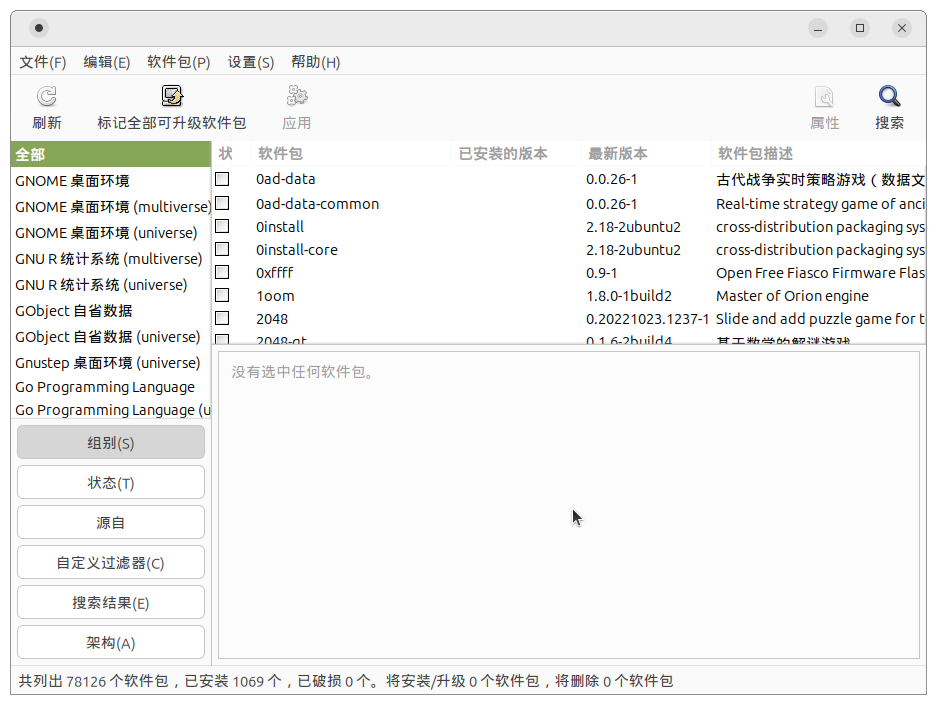 文件(F) 编辑(E) 软件包(P) 设置(S) 帮助(H)
刷新 标记全部可升级软件包 应用 属性 搜索
全部
GNOME 桌面环境
GNOME 桌面环境 (multiverse)
GNOME 桌面环境 (universe)
GNU R 统计系统 (multiverse)
GNU R 统计系统 (universe)
GObject 自省数据
GObject 自省数据 (universe)
Gnustep 桌面环境 (universe)
Go Programming Language
Go Programming Language (u
组别(S)
状态(T)
源自
自定义过滤器(C)
搜索结果(E)
架构(A)
状 软件包 已安装的版本 最新版本 软件包描述
0ad-data 0.0.26-1 古代战争实时策略游戏（数据文
0ad-data-common 0.0.26-1 Real-time strategy game of anci
0install 2.18-2ubuntu2 cross-distribution packaging sys
0install-core 2.18-2ubuntu2 cross-distribution packaging sys
0xffff 0.9-1 Open Free Fiasco Firmware Flas
1oom 1.8.0-1build2 Master of Orion engine
2048 0.20221023.1237-1 Slide and add puzzle game for t
2048-qt 0.1.6-2build4 基于数学的解谜游戏
没有选中任何软件包。
共列出 78126 个软件包，已安装 1069 个，已破损 0 个。将安装/升级 0 个软件包，将删除 0 个软件包